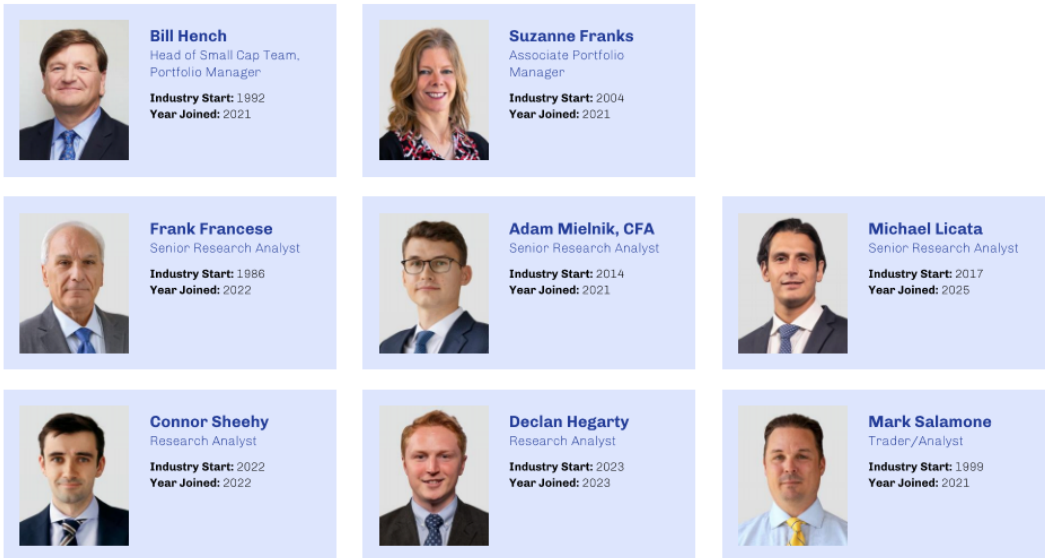 Bill Hench
Head of Small Cap Team,
Portfolio Manager
Industry Start: 1992
Year Joined: 2021
Suzanne Franks
Associate Portfolio
Manager
Industry Start: 2004
Year Joined: 2021
Frank Francese
Senior Research Analyst
Industry Start: 1986
Year Joined: 2022
Adam Mielnik, CFA
Senior Research Analyst
Industry Start: 2014
Year Joined: 2021
Michael Licata
Senior Research Analyst
Industry Start: 2017
Year Joined: 2025
Connor Sheehy
Research Analyst
Industry Start: 2022
Year Joined: 2022
Declan Hegarty
Research Analyst
Industry Start: 2023
Year Joined: 2023
Mark Salamone
Trader/Analyst
Industry Start: 1999
Year Joined: 2021